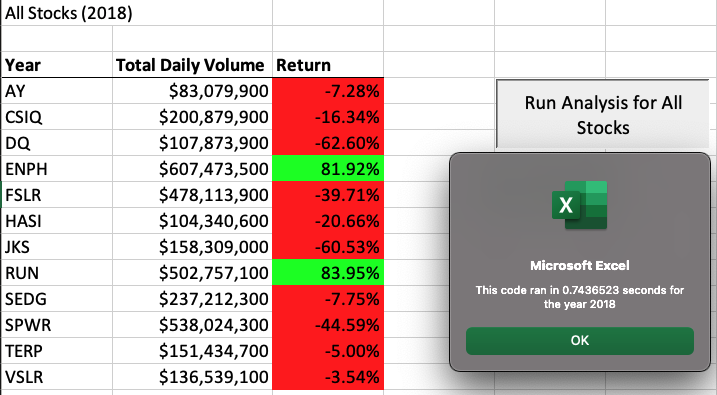 All Stocks (2018)
Year Total Daily Volume Return
AY $83,079,900 -7.28%
CSIQ $200,879,900 -16.34%
DQ $107,873,900 -62.60%
ENPH $607,473,500 81.92%
FSLR $478,113,900 -39.71%
HASI $104,340,600 -20.66%
JKS $158,309,000 -60.53%
RUN $502,757,100 83.95%
SEDG $237,212,300 -7.75%
SPWR $538,024,300 -44.59%
TERP $151,434,700 -5.00%
VSLR $136,539,100 -3.54%
Run Analysis for All
Stocks
X
Microsoft Excel
This code ran in 0.7436523 seconds for
the year 2018
OK